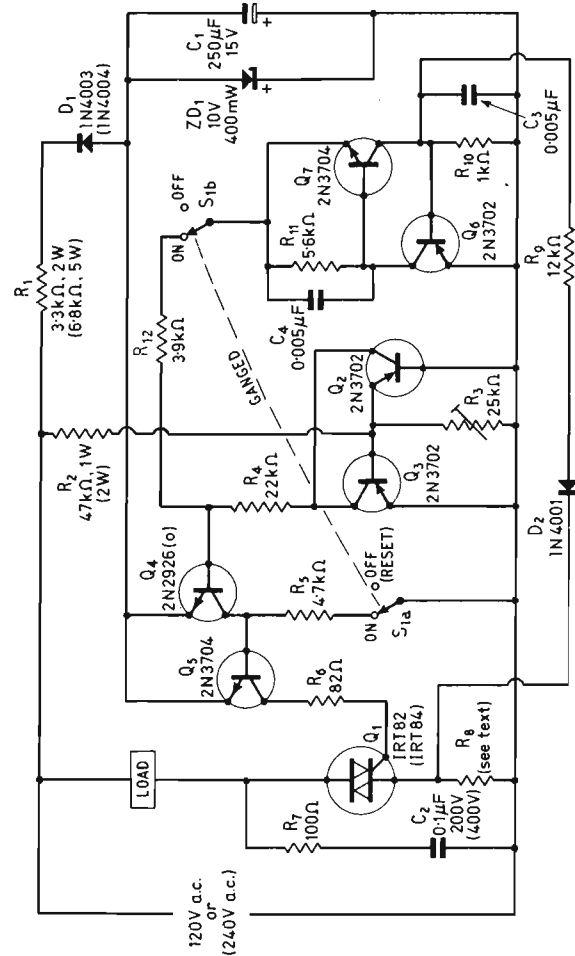 120V a.c.
or
(240V a.c.)
LOAD
R7
100Ω
C2
0·1µF
200V
(400V)
Q1
IRT82
(IRT84)
R8
(see text)
R6
82Ω
Q5
2N3704
Q4
2N2926(o)
R5
4·7kΩ
ON
OFF
(RESET)
S1a
D2
1N4001
R2
47kΩ, 1W
(2W)
R4
22kΩ
Q3
2N3702
Q2
2N3702
R3
25kΩ
GANGED
R12
3·9kΩ
R1
3·3kΩ, 2W
(6·8kΩ, 5W)
ON
OFF
S1b
R11
5·6kΩ
C4
0·005µF
Q7
2N3704
Q6
2N3702
R10
1kΩ
C3
0·005µF
R9
12kΩ
D1
1N4003
(1N4004)
ZD1
10V
400mW
+
C1
250µF
15V
+